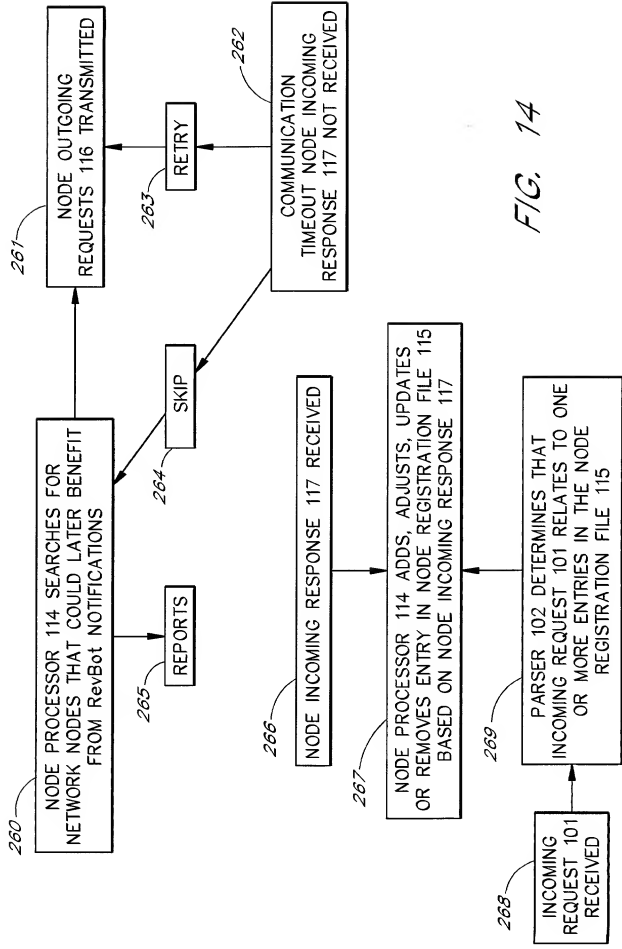 260
NODE PROCESSOR 114 SEARCHES FOR
NETWORK NODES THAT COULD LATER BENEFIT
FROM RevBot NOTIFICATIONS
261
NODE OUTGOING
REQUESTS 116 TRANSMITTED
265
REPORTS
264
SKIP
263
RETRY
262
COMMUNICATION
TIMEOUT NODE INCOMING
RESPONSE 117 NOT RECEIVED
266
NODE INCOMING RESPONSE 117 RECEIVED
267
NODE PROCESSOR 114 ADDS, ADJUSTS, UPDATES
OR REMOVES ENTRY IN NODE REGISTRATION FILE 115
BASED ON NODE INCOMING RESPONSE 117
268
INCOMING
REQUEST 101
RECEIVED
269
PARSER 102 DETERMINES THAT
INCOMING REQUEST 101 RELATES TO ONE
OR MORE ENTRIES IN THE NODE
REGISTRATION FILE 115
FIG. 14